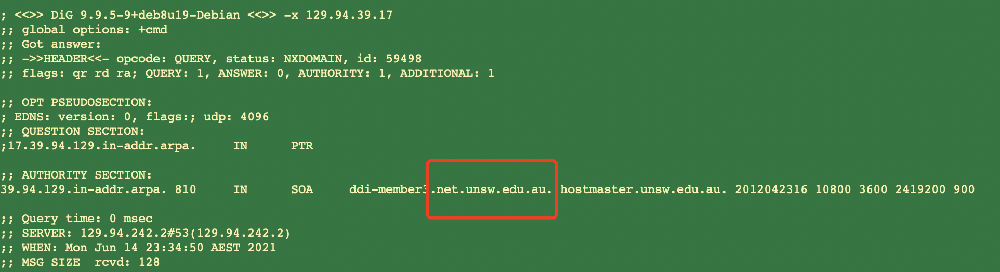 ; <<>> DiG 9.9.5-9+deb8u19-Debian <<>> -x 129.94.39.17
;; global options: +cmd
;; Got answer:
;; ->>HEADER<<- opcode: QUERY, status: NXDOMAIN, id: 59498
;; flags: qr rd ra; QUERY: 1, ANSWER: 0, AUTHORITY: 1, ADDITIONAL: 1
;; OPT PSEUDOSECTION:
; EDNS: version: 0, flags:; udp: 4096
;; QUESTION SECTION:
;17.39.94.129.in-addr.arpa. IN PTR
;; AUTHORITY SECTION:
39.94.129.in-addr.arpa. 810 IN SOA ddi-member3.net.unsw.edu.au. hostmaster.unsw.edu.au. 2012042316 10800 3600 2419200 900
;; Query time: 0 msec
;; SERVER: 129.94.242.2#53(129.94.242.2)
;; WHEN: Mon Jun 14 23:34:50 AEST 2021
;; MSG SIZE rcvd: 128